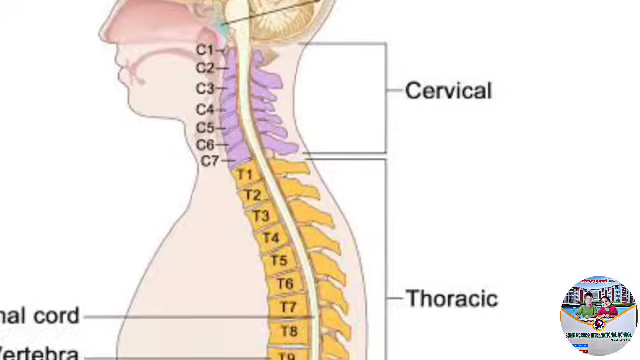 C1
C2
C3
C4
C5
C6
C7
Cervical
T1
T2
T3
T4
T5
T6
T7
T8
T9
Thoracic
nal cord
Vertebra